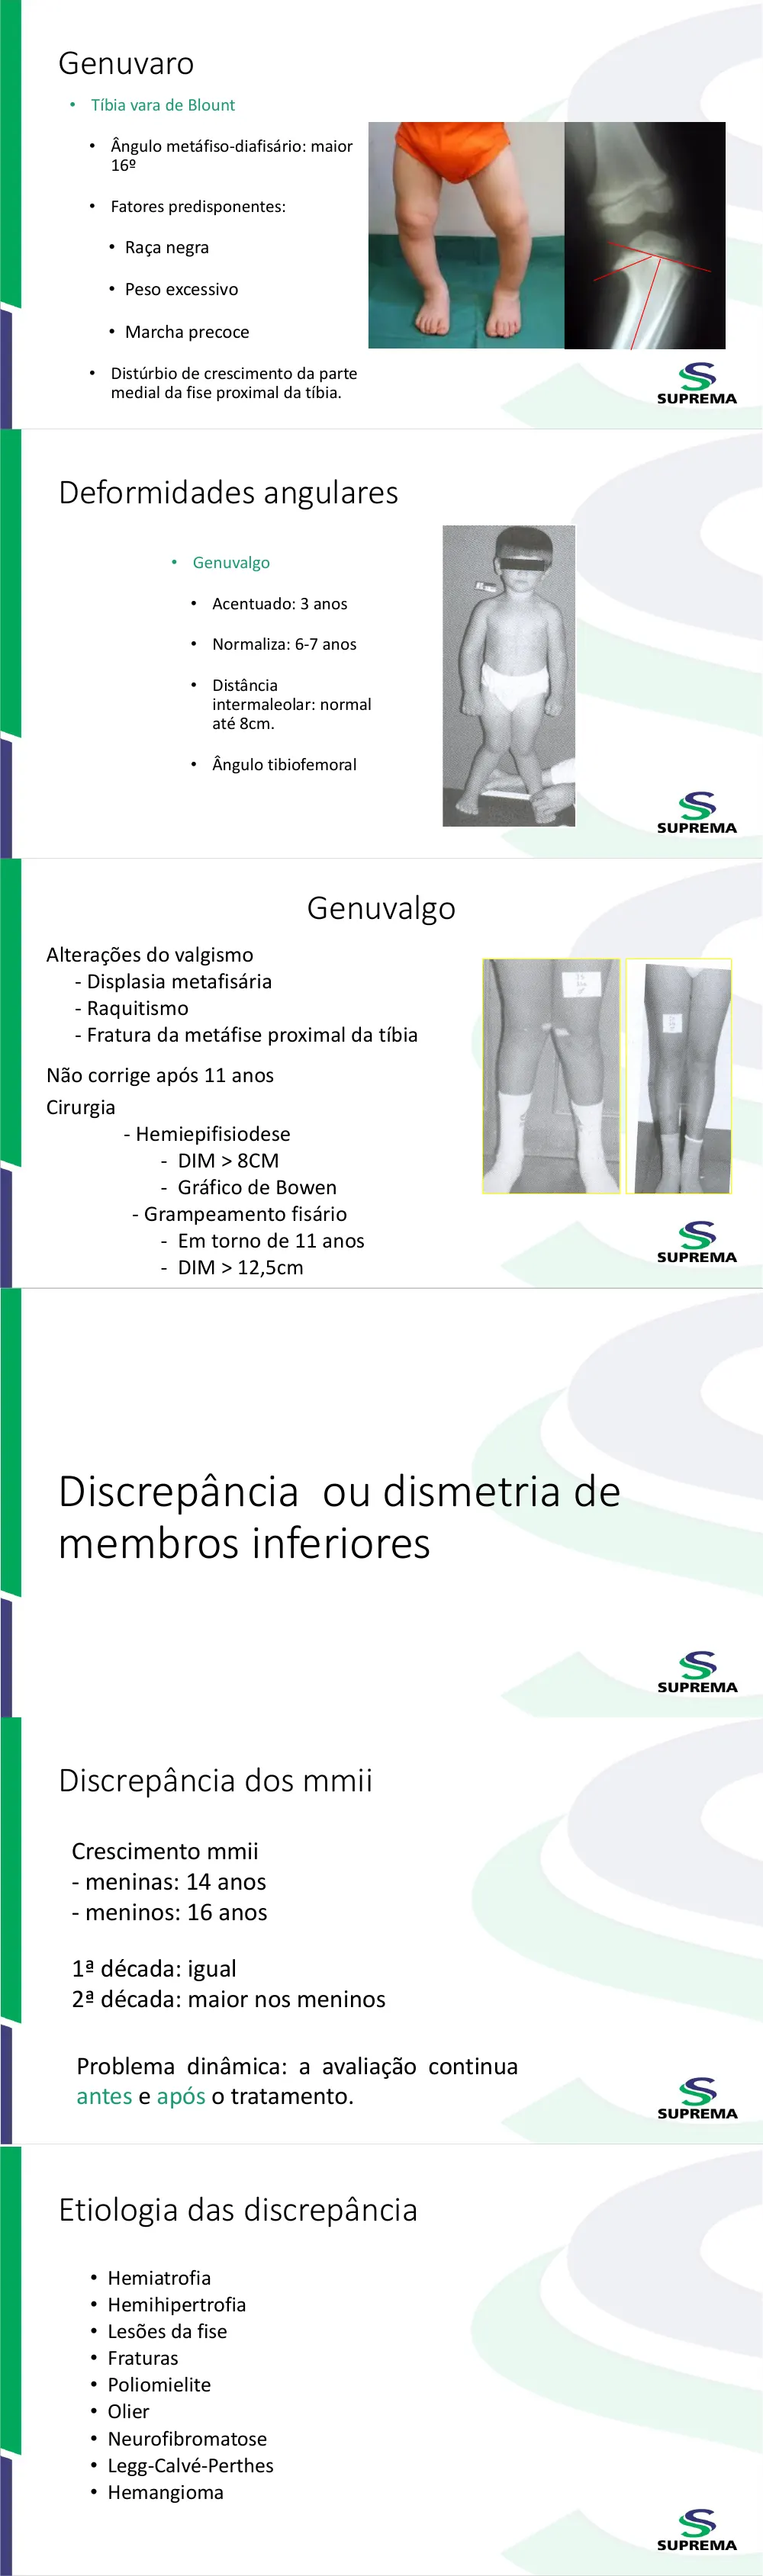 Genuvaro
• Tíbia vara de Blount
• Ângulo metáfiso-diafisário: maior
16º
• Fatores predisponentes:
• Raça negra
• Peso excessivo
• Marcha precoce
• Distúrbio de crescimento da parte
medial da fise proximal da tíbia.
SUPREMA
Deformidades angulares
• Genuvalgo
• Acentuado: 3 anos
• Normaliza: 6-7 anos
• Distância
intermaleolar: normal
até 8cm.
• Ângulo tibiofemoral
SUPREMA
Genuvalgo
Alterações do valgismo
- Displasia metafisária
- Raquitismo
- Fratura da metáfise proximal da tíbia
Não corrige após 11 anos
Cirurgia
- Hemiepifisiodese
- DIM > 8CM
- Gráfico de Bowen
- Grampeamento fisário
- Em torno de 11 anos
- DIM > 12,5cm
SUPREMA
Discrepância ou dismetria de
membros inferiores
SUPREMA
Discrepância dos mmii
Crescimento mmii
- meninas: 14 anos
- meninos: 16 anos
1ª década: igual
2ª década: maior nos meninos
Problema dinâmica: a avaliação continua
antes e após o tratamento.
SUPREMA
Etiologia das discrepância
• Hemiatrofia
• Hemihipertrofia
• Lesões da fise
• Fraturas
• Poliomielite
• Olier
• Neurofibromatose
• Legg-Calvé-Perthes
• Hemangioma
SUPREMA